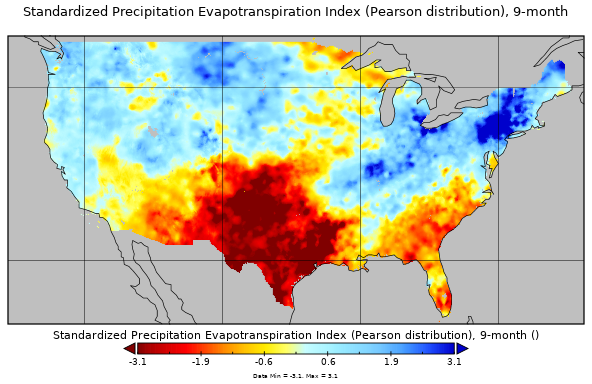 Standardized Precipitation Evapotranspiration Index (Pearson distribution), 9-month
Standardized Precipitation Evapotranspiration Index (Pearson distribution), 9-month ()
-3.1 -1.9 -0.6 0.6 1.9 3.1
Data Min = -3.1, Max = 3.1